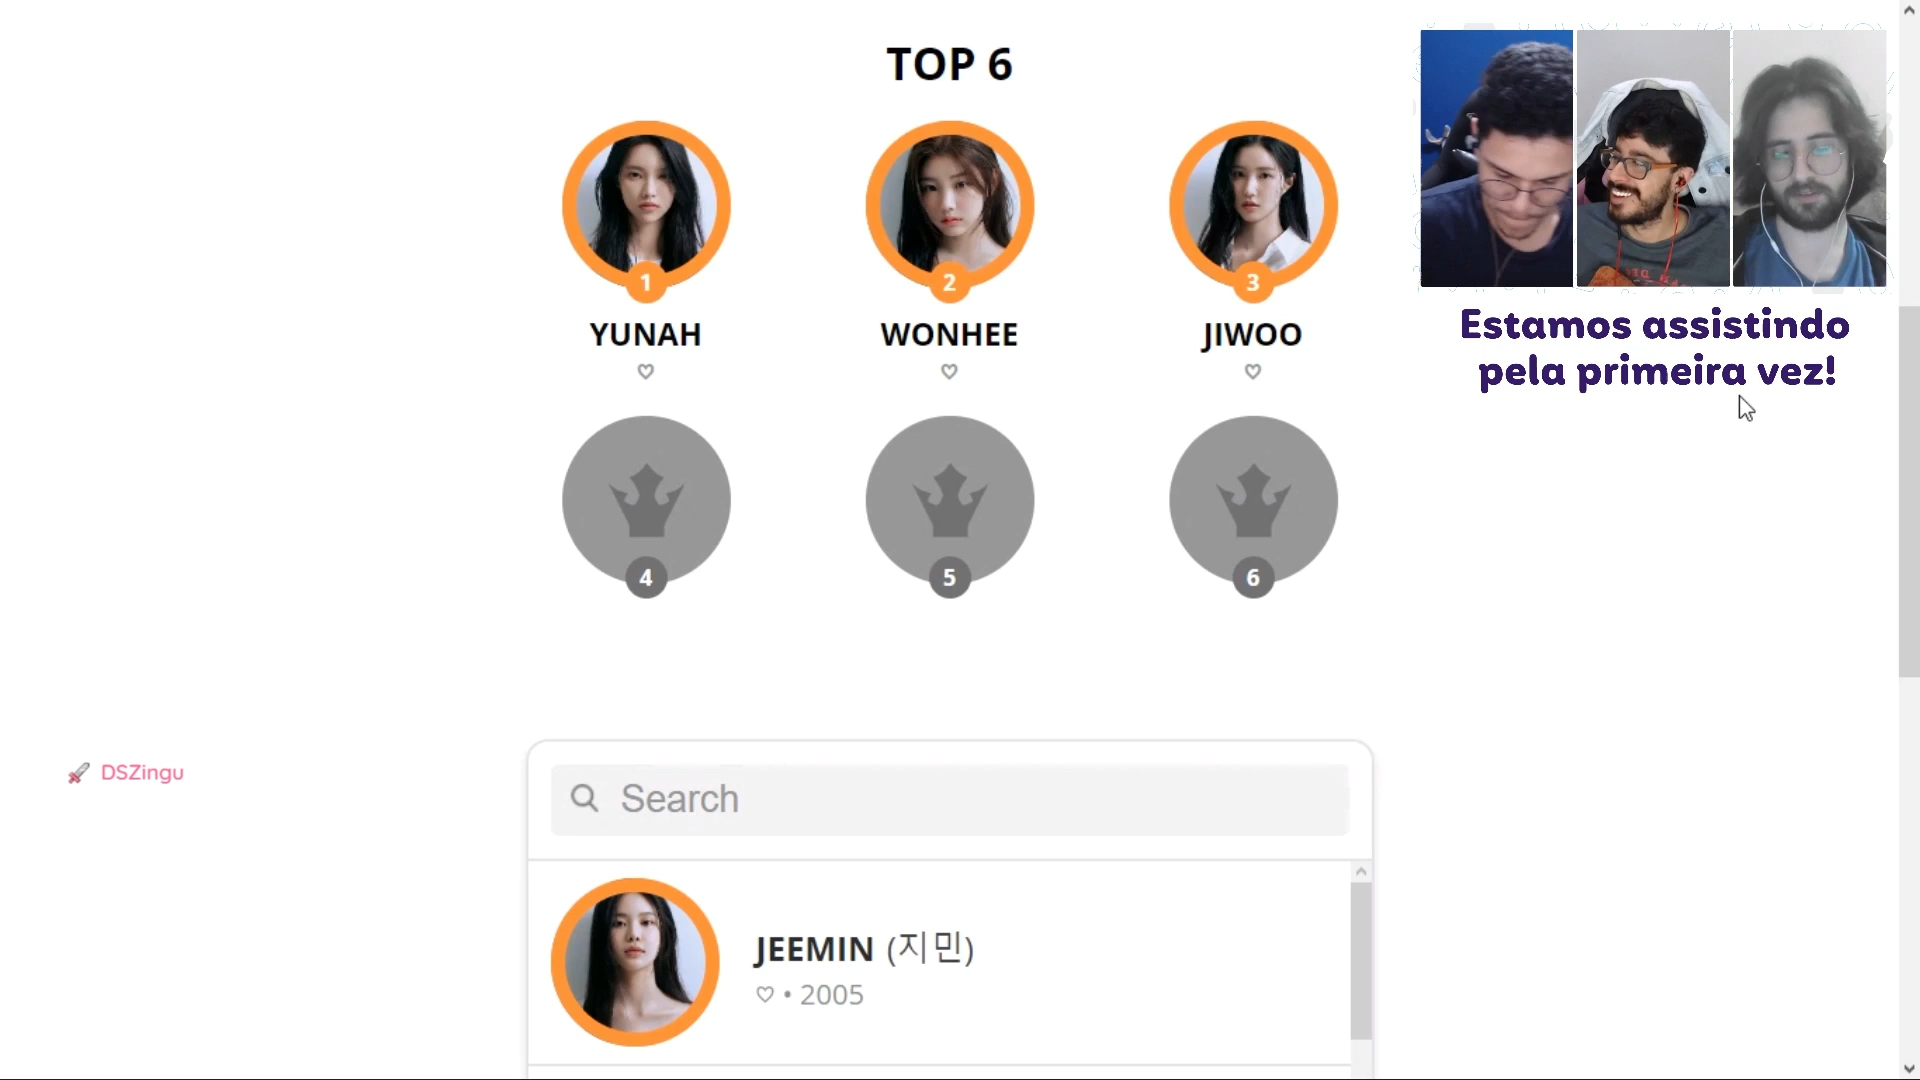 TOP 6
1
2
3
YUNAH
WONHEE
JIWOO
Estamos assistindo
pela primeira vez!
4
5
6
DSZingu
Search
JEEMIN (지민)
♡ • 2005